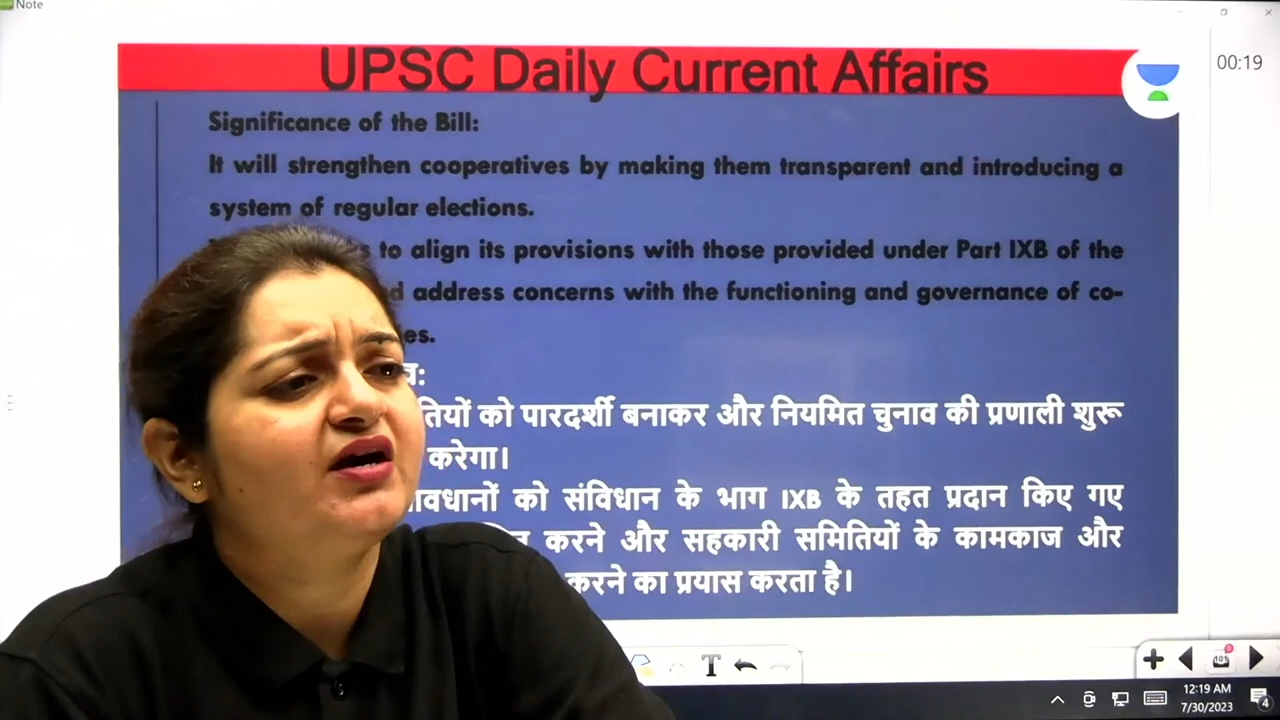 Note
00:19
UPSC Daily Current Affairs
Significance of the Bill:
It will strengthen cooperatives by making them transparent and introducing a
system of regular elections.
to align its provisions with those provided under Part IXB of the
address concerns with the functioning and governance of co-
es.
तियों को पारदर्शी बनाकर और नियमित चुनाव की प्रणाली शुरू
करेगा।
को संविधान के भाग IXB के तहत प्रदान किए गए
करने और सहकारी समितियों के कामकाज और
करने का प्रयास करता है।
T
101
12:19 AM
7/30/2023
4